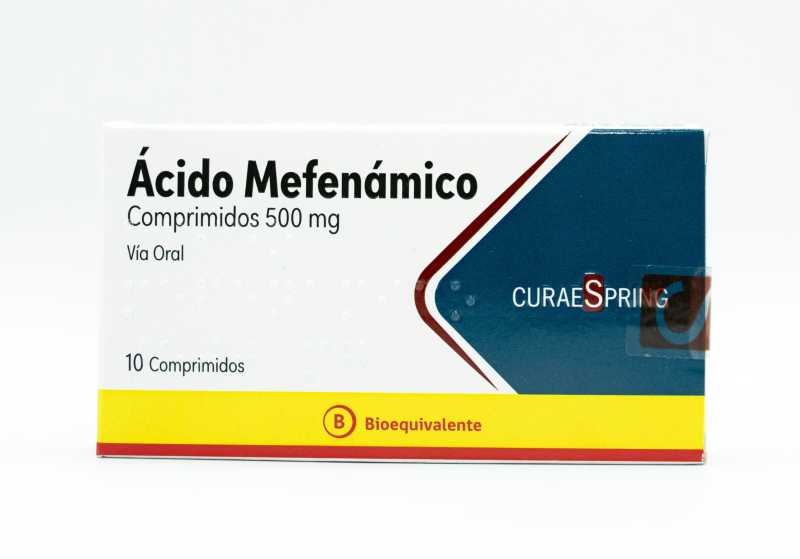 Ácido Mefenámico
Comprimidos 500 mg
Vía Oral
CURAESPRING
10 Comprimidos
B Bioequivalente